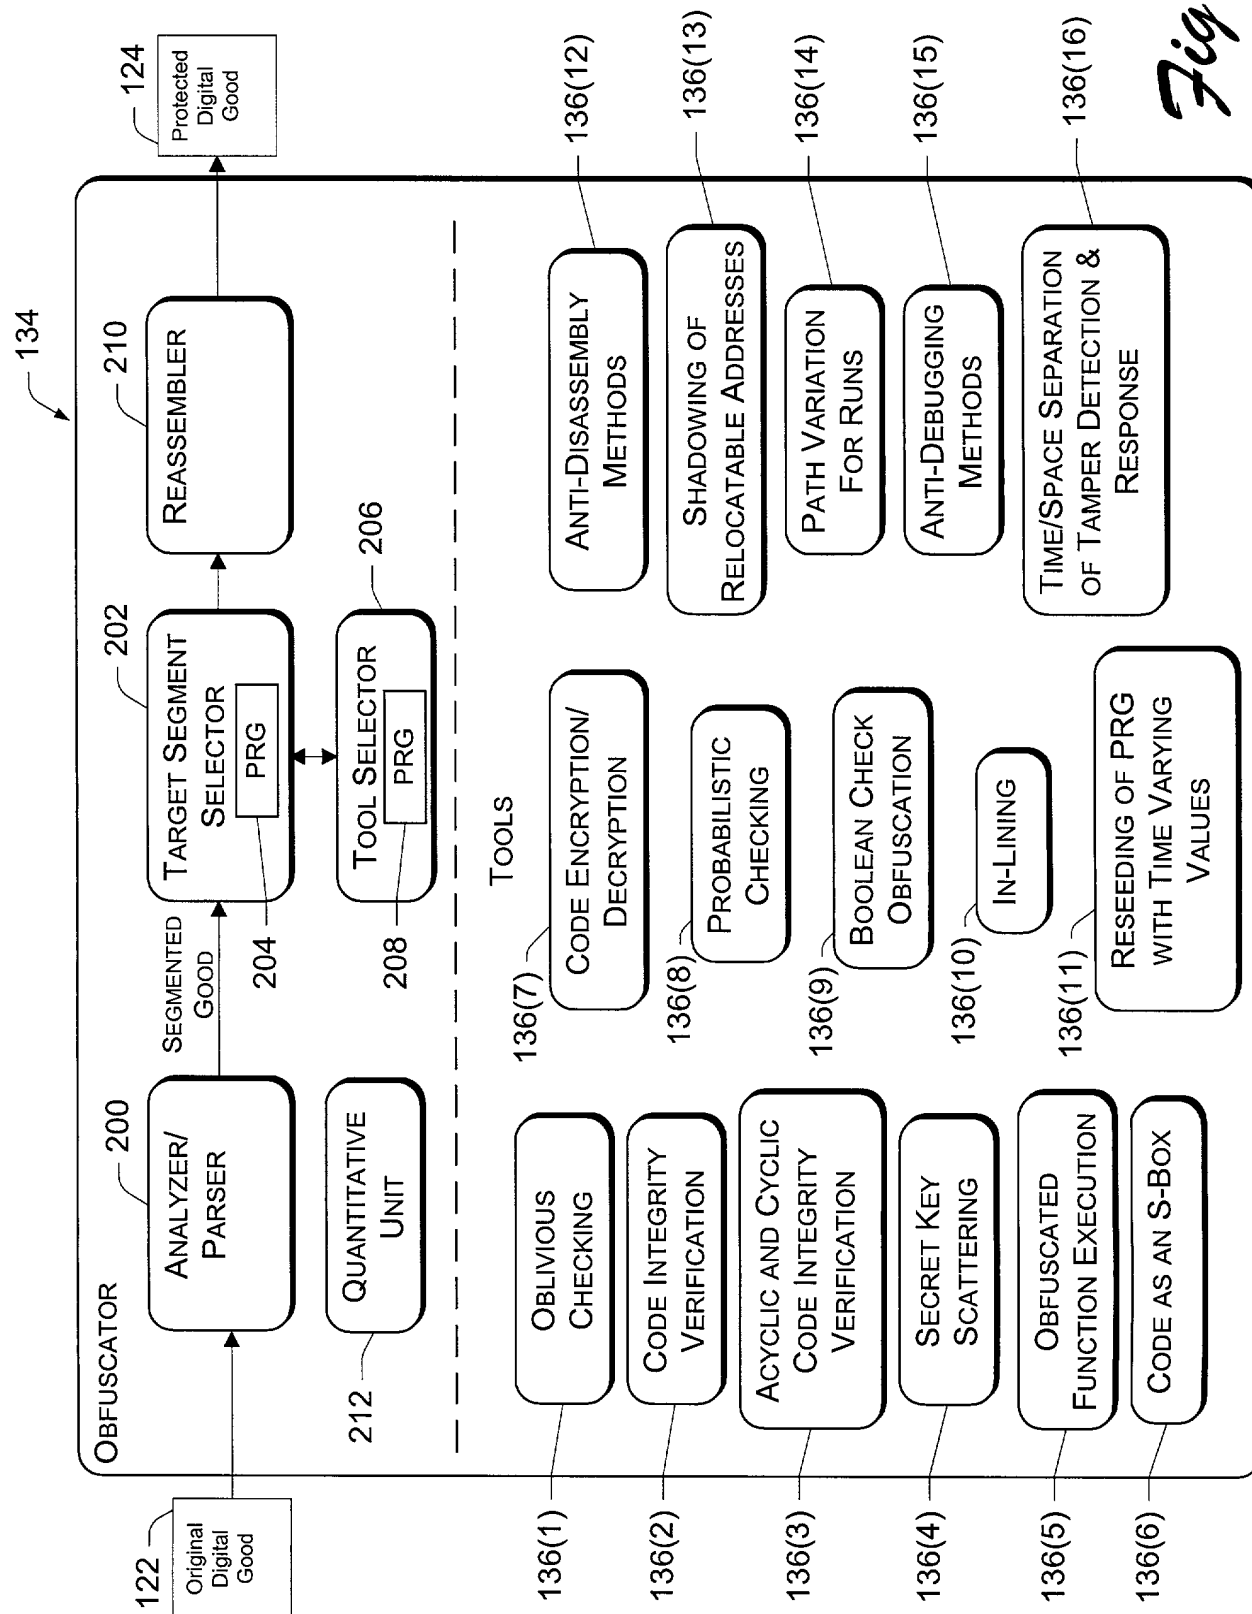 134
122
Original
Digital
Good
124
Protected
Digital
Good
OBFUSCATOR
200
ANALYZER/
PARSER
SEGMENTED
GOOD
202
TARGET SEGMENT
SELECTOR
PRG
204
210
REASSEMBLER
212
QUANTITATIVE
UNIT
206
TOOL SELECTOR
PRG
208
TOOLS
136(1)
OBLIVIOUS
CHECKING
136(2)
CODE INTEGRITY
VERIFICATION
136(3)
ACYCLIC AND CYCLIC
CODE INTEGRITY
VERIFICATION
136(4)
SECRET KEY
SCATTERING
136(5)
OBFUSCATED
FUNCTION EXECUTION
136(6)
CODE AS AN S-BOX
136(7)
CODE ENCRYPTION/
DECRYPTION
136(8)
PROBABILISTIC
CHECKING
136(9)
BOOLEAN CHECK
OBFUSCATION
136(10)
IN-LINING
136(11)
RESEEDING OF PRG
WITH TIME VARYING
VALUES
136(12)
ANTI-DISASSEMBLY
METHODS
136(13)
SHADOWING OF
RELOCATABLE ADDRESSES
136(14)
PATH VARIATION
FOR RUNS
136(15)
ANTI-DEBUGGING
METHODS
136(16)
TIME/SPACE SEPARATION
OF TAMPER DETECTION &
RESPONSE
Fig